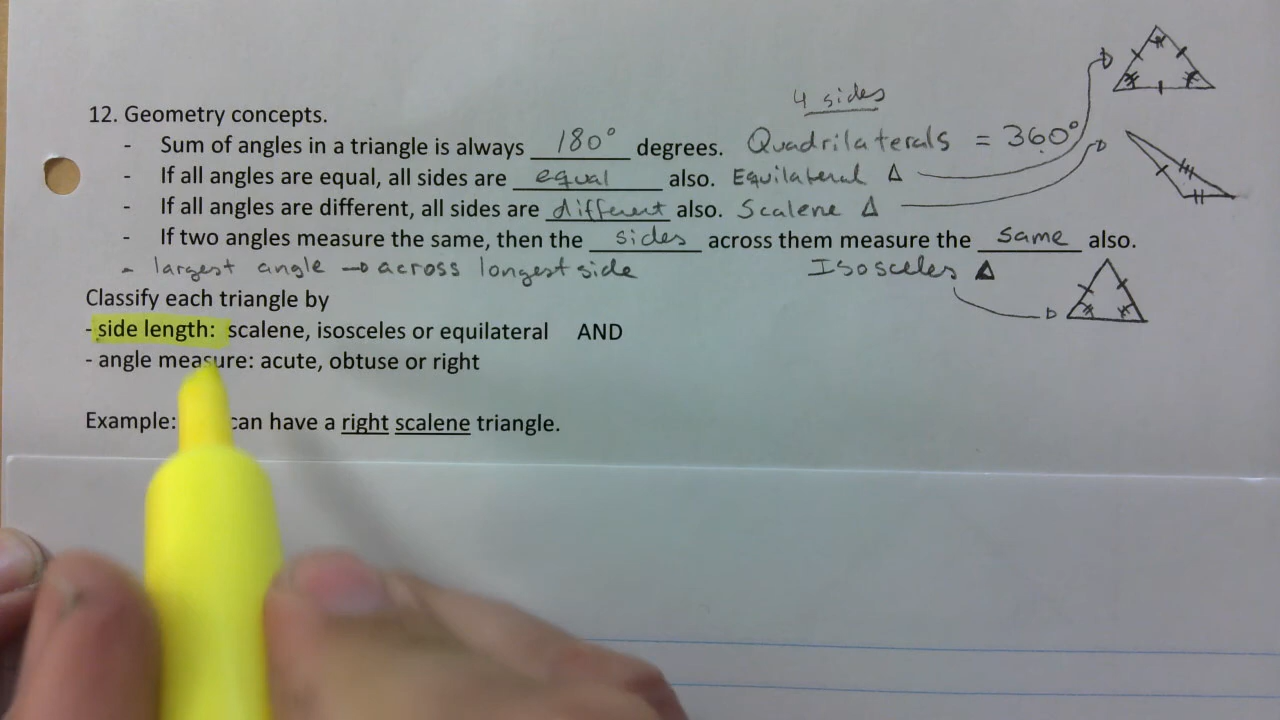 4 sides
12. Geometry concepts.
- Sum of angles in a triangle is always 180° degrees. Quadrilaterals = 360°
- If all angles are equal, all sides are equal also. Equilateral Δ
- If all angles are different, all sides are different also. Scalene Δ
- If two angles measure the same, then the sides across them measure the same also.
- largest angle → across longest side Isosceles Δ
Classify each triangle by
- side length: scalene, isosceles or equilateral AND
- angle measure: acute, obtuse or right
Example: can have a right scalene triangle.